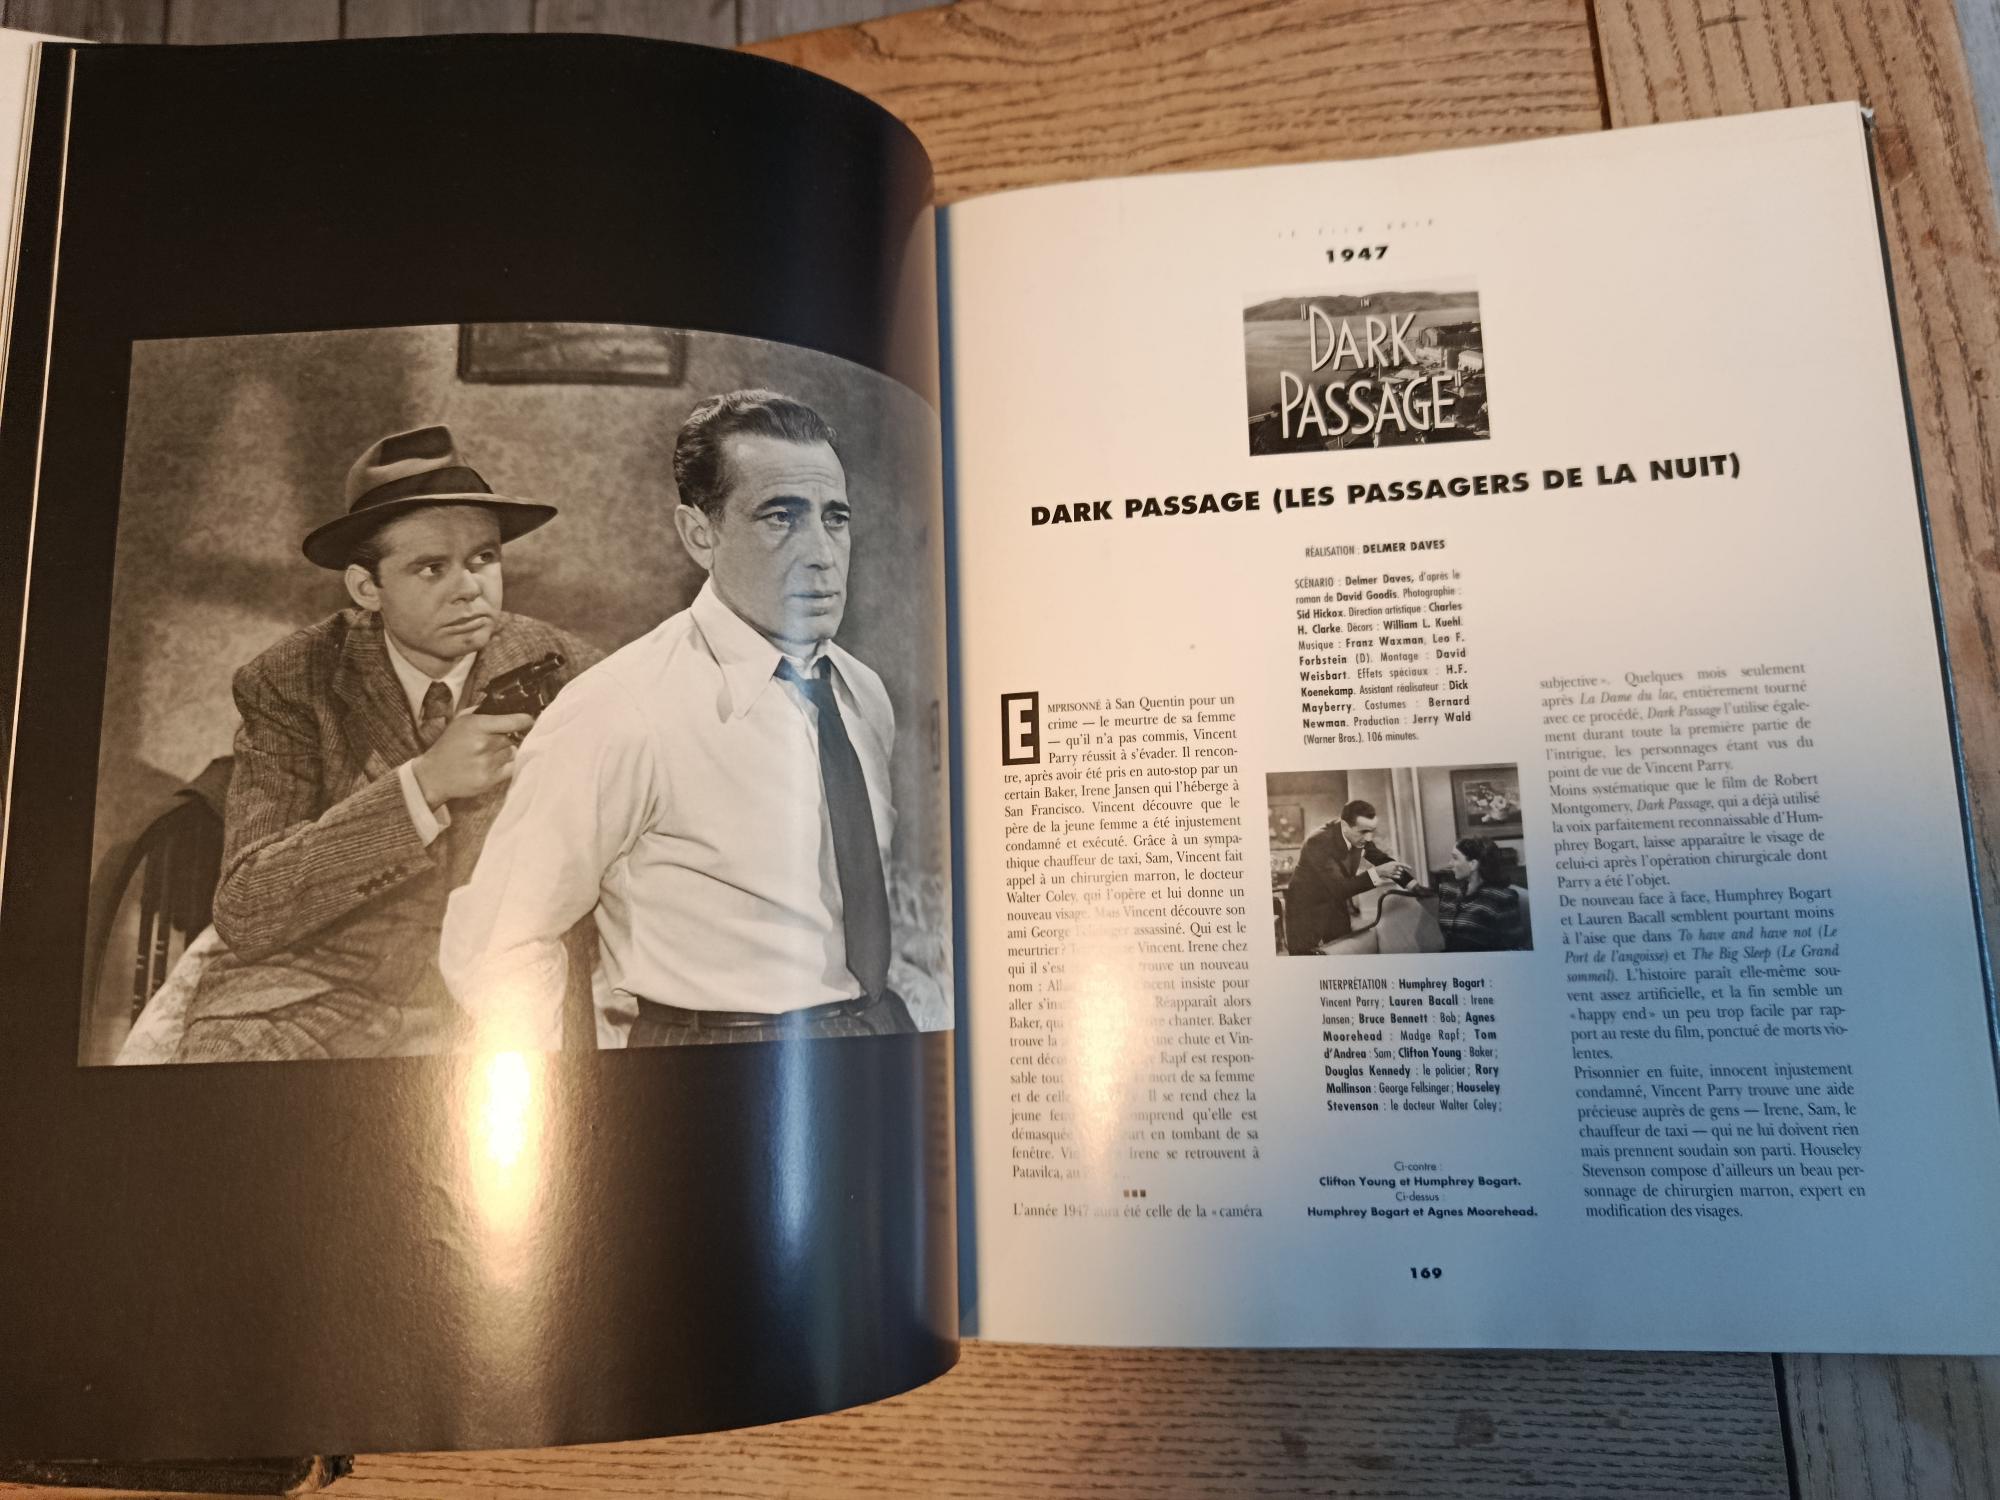 LE FILM NOIR
1947
IN
"DARK
PASSAGE"
DARK PASSAGE (LES PASSAGERS DE LA NUIT)
RÉALISATION : DELMER DAVES
SCÉNARIO : Delmer Daves, d'après le
roman de David Goodis. Photographie :
Sid Hickox. Direction artistique : Charles
H. Clarke. Décors : William L. Kuehl.
Musique : Franz Waxman, Leo F.
Forbstein (D). Montage : David
Weisbart. Effets spéciaux : H.F.
Koenekamp. Assistant réalisateur : Dick
Mayberry. Costumes : Bernard
Newman. Production : Jerry Wald
(Warner Bros.). 106 minutes.
EMPRISONNÉ à San Quentin pour un
crime — le meurtre de sa femme
— qu'il n'a pas commis, Vincent
Parry réussit à s'évader. Il rencon-
tre, après avoir été pris en auto-stop par un
certain Baker, Irene Jansen qui l'héberge à
San Francisco. Vincent découvre que le
père de la jeune femme a été injustement
condamné et exécuté. Grâce à un sympa-
thique chauffeur de taxi, Sam, Vincent fait
appel à un chirurgien marron, le docteur
Walter Coley, qui l'opère et lui donne un
nouveau visage. Mais Vincent découvre son
ami George Fellsinger assassiné. Qui est le
meurtrier? Vincent. Irene chez
qui il s'est trouve un nouveau
nom : insiste pour
aller s'in Réapparaît alors
Baker, qui chanter. Baker
trouve la une chute et Vin-
cent déco Rapf est respon-
sable tout mort de sa femme
et de celle Il se rend chez la
jeune comprend qu'elle est
démasquée en tombant de sa
fenêtre. Irene se retrouvent à
Patavilca, au
L'année 1947 aura été celle de la « caméra
INTERPRÉTATION : Humphrey Bogart :
Vincent Parry ; Lauren Bacall : Irene
Jansen ; Bruce Bennett : Bob ; Agnes
Moorehead : Madge Rapf ; Tom
d'Andrea : Sam ; Clifton Young : Baker ;
Douglas Kennedy : le policier ; Rory
Mallinson : George Fellsinger ; Houseley
Stevenson : le docteur Walter Coley ;
Ci-contre :
Clifton Young et Humphrey Bogart.
Ci-dessus :
Humphrey Bogart et Agnes Moorehead.
subjective ». Quelques mois seulement
après La Dame du lac, entièrement tourné
avec ce procédé, Dark Passage l'utilise égale-
ment durant toute la première partie de
l'intrigue, les personnages étant vus du
point de vue de Vincent Parry.
Moins systématique que le film de Robert
Montgomery, Dark Passage, qui a déjà utilisé
la voix parfaitement reconnaissable d'Hum-
phrey Bogart, laisse apparaître le visage de
celui-ci après l'opération chirurgicale dont
Parry a été l'objet.
De nouveau face à face, Humphrey Bogart
et Lauren Bacall semblent pourtant moins
à l'aise que dans To have and have not (Le
Port de l'angoisse) et The Big Sleep (Le Grand
sommeil). L'histoire paraît elle-même sou-
vent assez artificielle, et la fin semble un
« happy end » un peu trop facile par rap-
port au reste du film, ponctué de morts vio-
lentes.
Prisonnier en fuite, innocent injustement
condamné, Vincent Parry trouve une aide
précieuse auprès de gens — Irene, Sam, le
chauffeur de taxi — qui ne lui doivent rien
mais prennent soudain son parti. Houseley
Stevenson compose d'ailleurs un beau per-
sonnage de chirurgien marron, expert en
modification des visages.
169